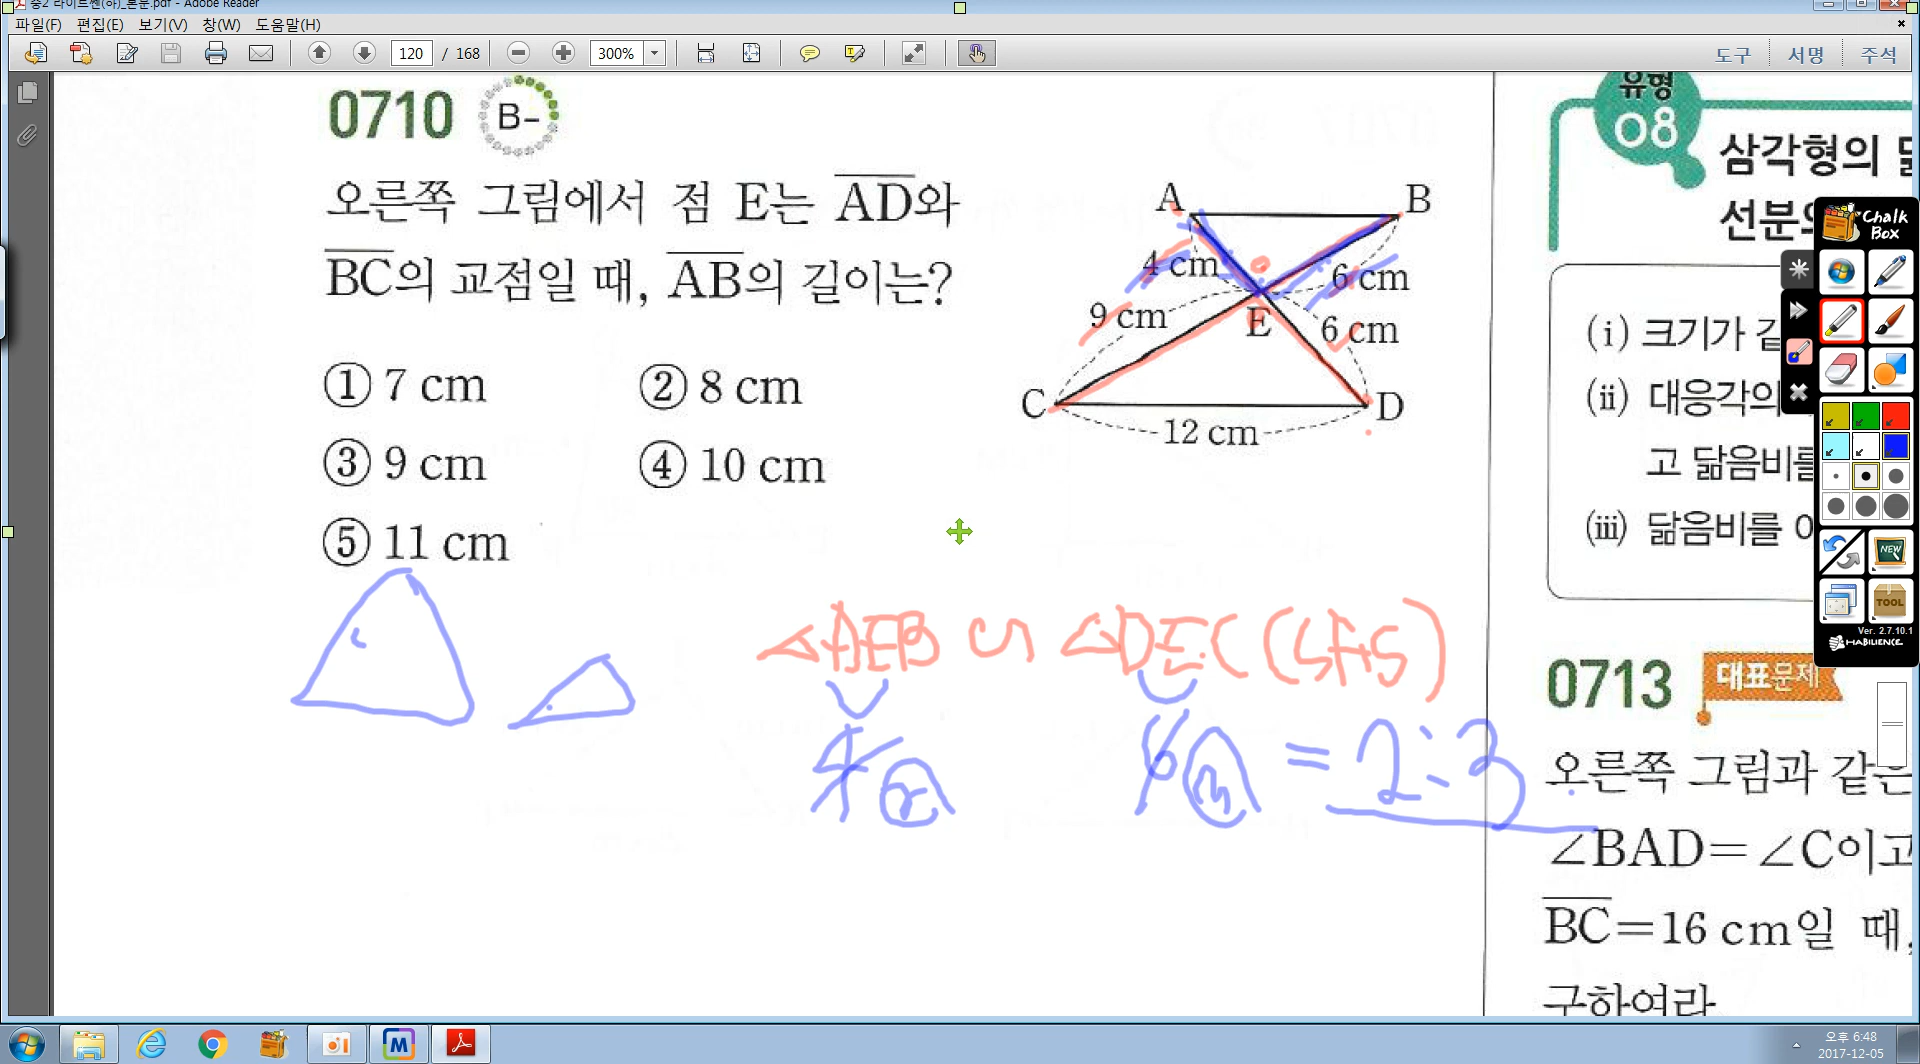 중2 라이트쎈(하)_본문.pdf - Adobe Reader
파일(F) 편집(E) 보기(V) 창(W) 도움말(H)
120 / 168 300% 도구 서명 주석
0710 B-
오른쪽 그림에서 점 E는 AD와
BC의 교점일 때, AB의 길이는?
① 7 cm ② 8 cm
③ 9 cm ④ 10 cm
⑤ 11 cm
A B
4 cm 6 cm
9 cm E 6 cm
C D
12 cm
△AEB ∽ △DEC (SAS)
4 2 6 3 = 2:3
유형 08
삼각형의
선분의
(i) 크기가
(ii) 대응각의
고 닮음비를
(iii) 닮음비를 이
0713 대표문제
오른쪽 그림과 같은
∠BAD=∠C이고
BC=16 cm일 때,
구하여라
Chalk Box
NEW
TOOL
Ver. 2.7.10.1
HABILIENCE
오후 6:48
2017-12-05